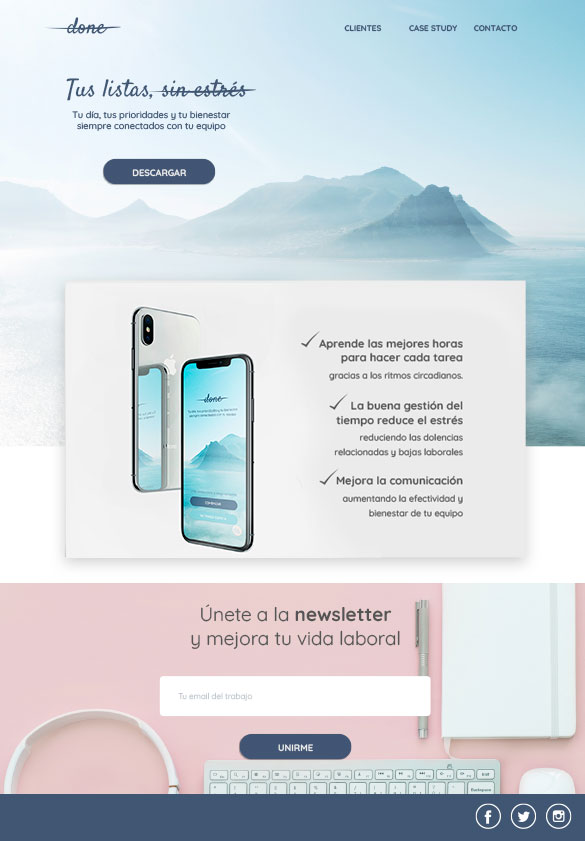 done
CLIENTES CASE STUDY CONTACTO
Tus listas, sin estrés
Tu día, tus prioridades y tu bienestar
siempre conectados con tu equipo
DESCARGAR
done
Aprende las mejores horas
para hacer cada tarea
gracias a los ritmos circadianos.
La buena gestión del
tiempo reduce el estrés
reduciendo las dolencias
relacionadas y bajas laborales
Mejora la comunicación
aumentando la efectividad y
bienestar de tu equipo
Únete a la newsletter
y mejora tu vida laboral
Tu email del trabajo
UNIRME
Backspace